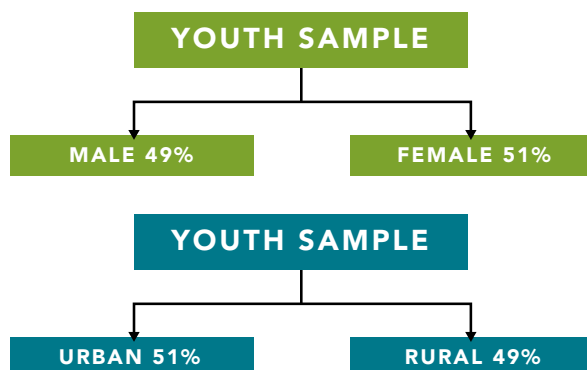 YOUTH SAMPLE
MALE 49%
FEMALE 51%
YOUTH SAMPLE
URBAN 51%
RURAL 49%